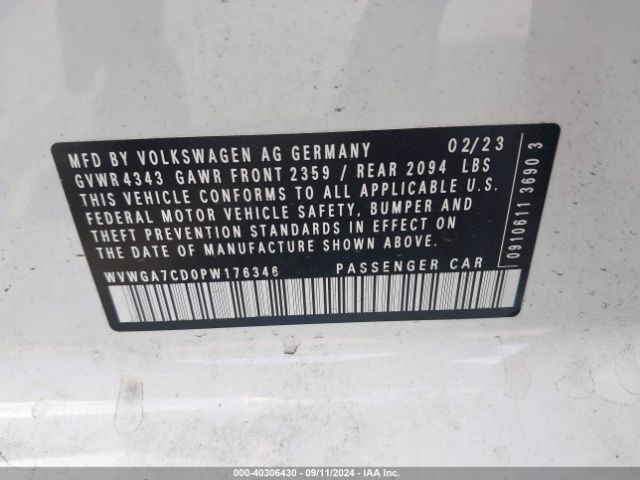 MFD BY VOLKSWAGEN AG GERMANY 02/23
GVWR 4343 GAWR FRONT 2359 / REAR 2094 LBS
THIS VEHICLE CONFORMS TO ALL APPLICABLE U.S.
FEDERAL MOTOR VEHICLE SAFETY, BUMPER AND
THEFT PREVENTION STANDARDS IN EFFECT ON
THE DATE OF MANUFACTURE SHOWN ABOVE.
WVWGA7CD0PW176346 PASSENGER CAR
0910611 3690 3
000-40306430 - 09/11/2024 - IAA Inc.